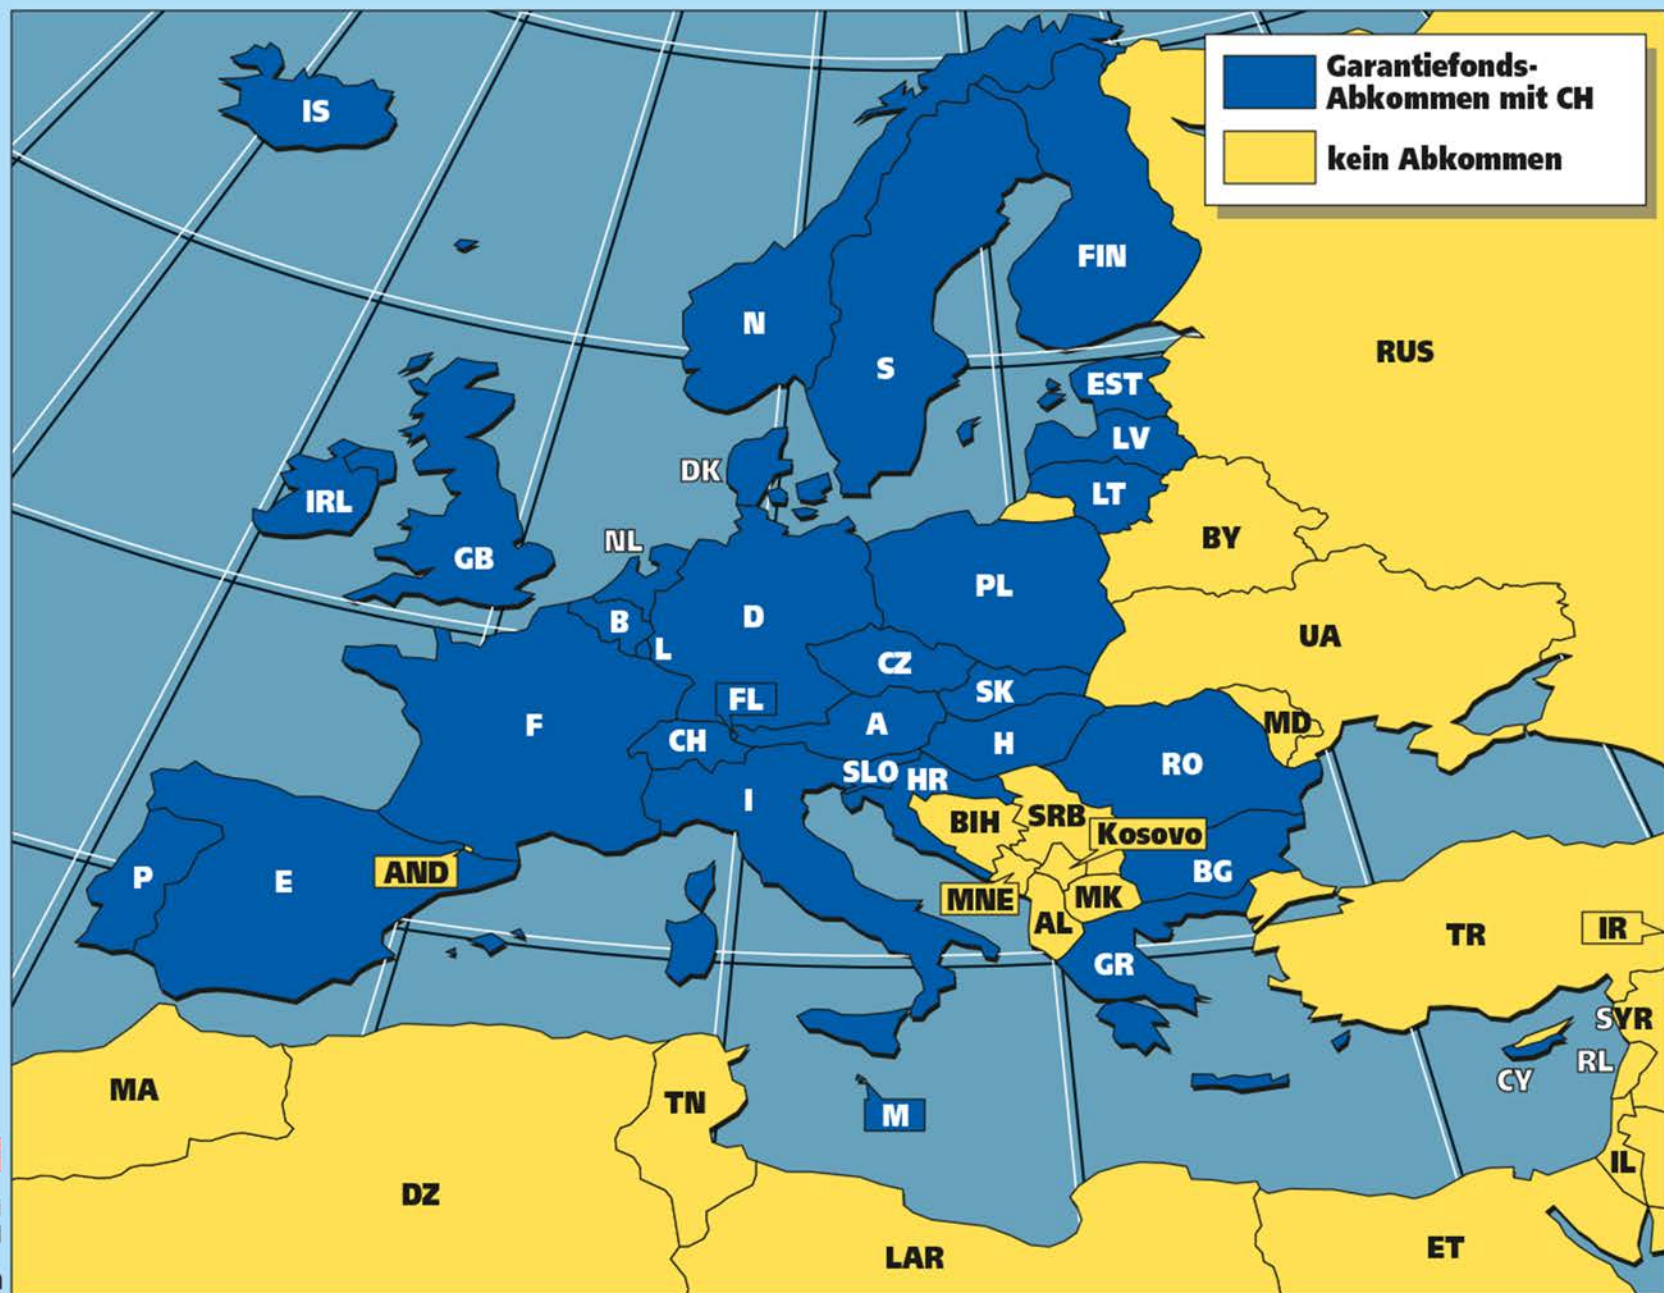 Garantiefonds-
Abkommen mit CH
kein Abkommen
IS
FIN
N
RUS
S
EST
LV
DK
LT
IRL
NL
BY
GB
PL
B
D
UA
L
CZ
SK
FL
F
A
MD
CH
H
RO
SLO
HR
I
BIH
SRB
Kosovo
AND
P
E
BG
MNE
MK
AL
TR
IR
GR
SYR
RL
CY
MA
TN
M
IL
DZ
ET
LAR